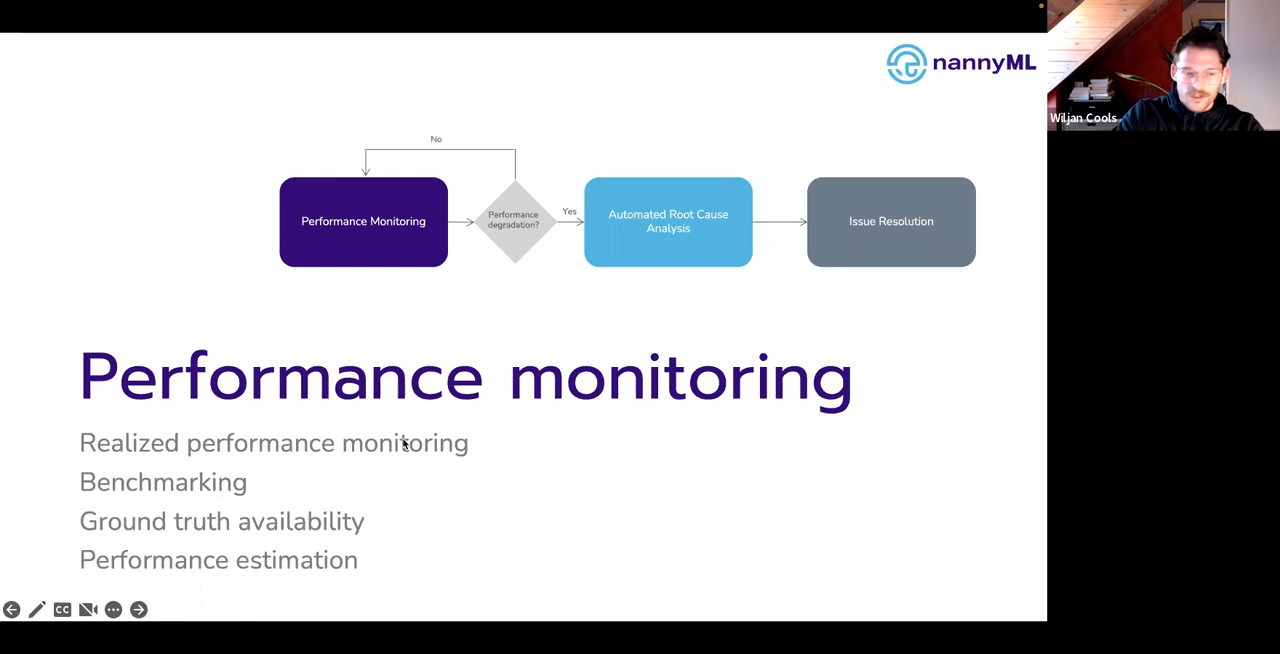 nannyML
Wiljan Cools
No
Performance Monitoring
Performance
degradation?
Yes
Automated Root Cause
Analysis
Issue Resolution
Performance monitoring
Realized performance monitoring
Benchmarking
Ground truth availability
Performance estimation
CC